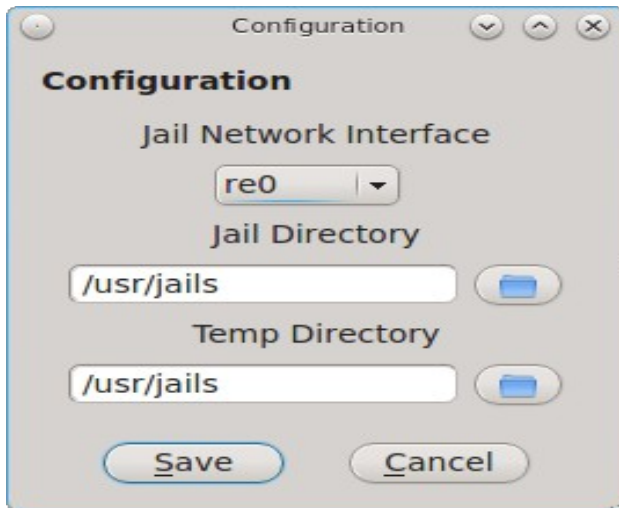 Configuration
Configuration
Jail Network Interface
re0
Jail Directory
/usr/jails
Temp Directory
/usr/jails
Save Cancel